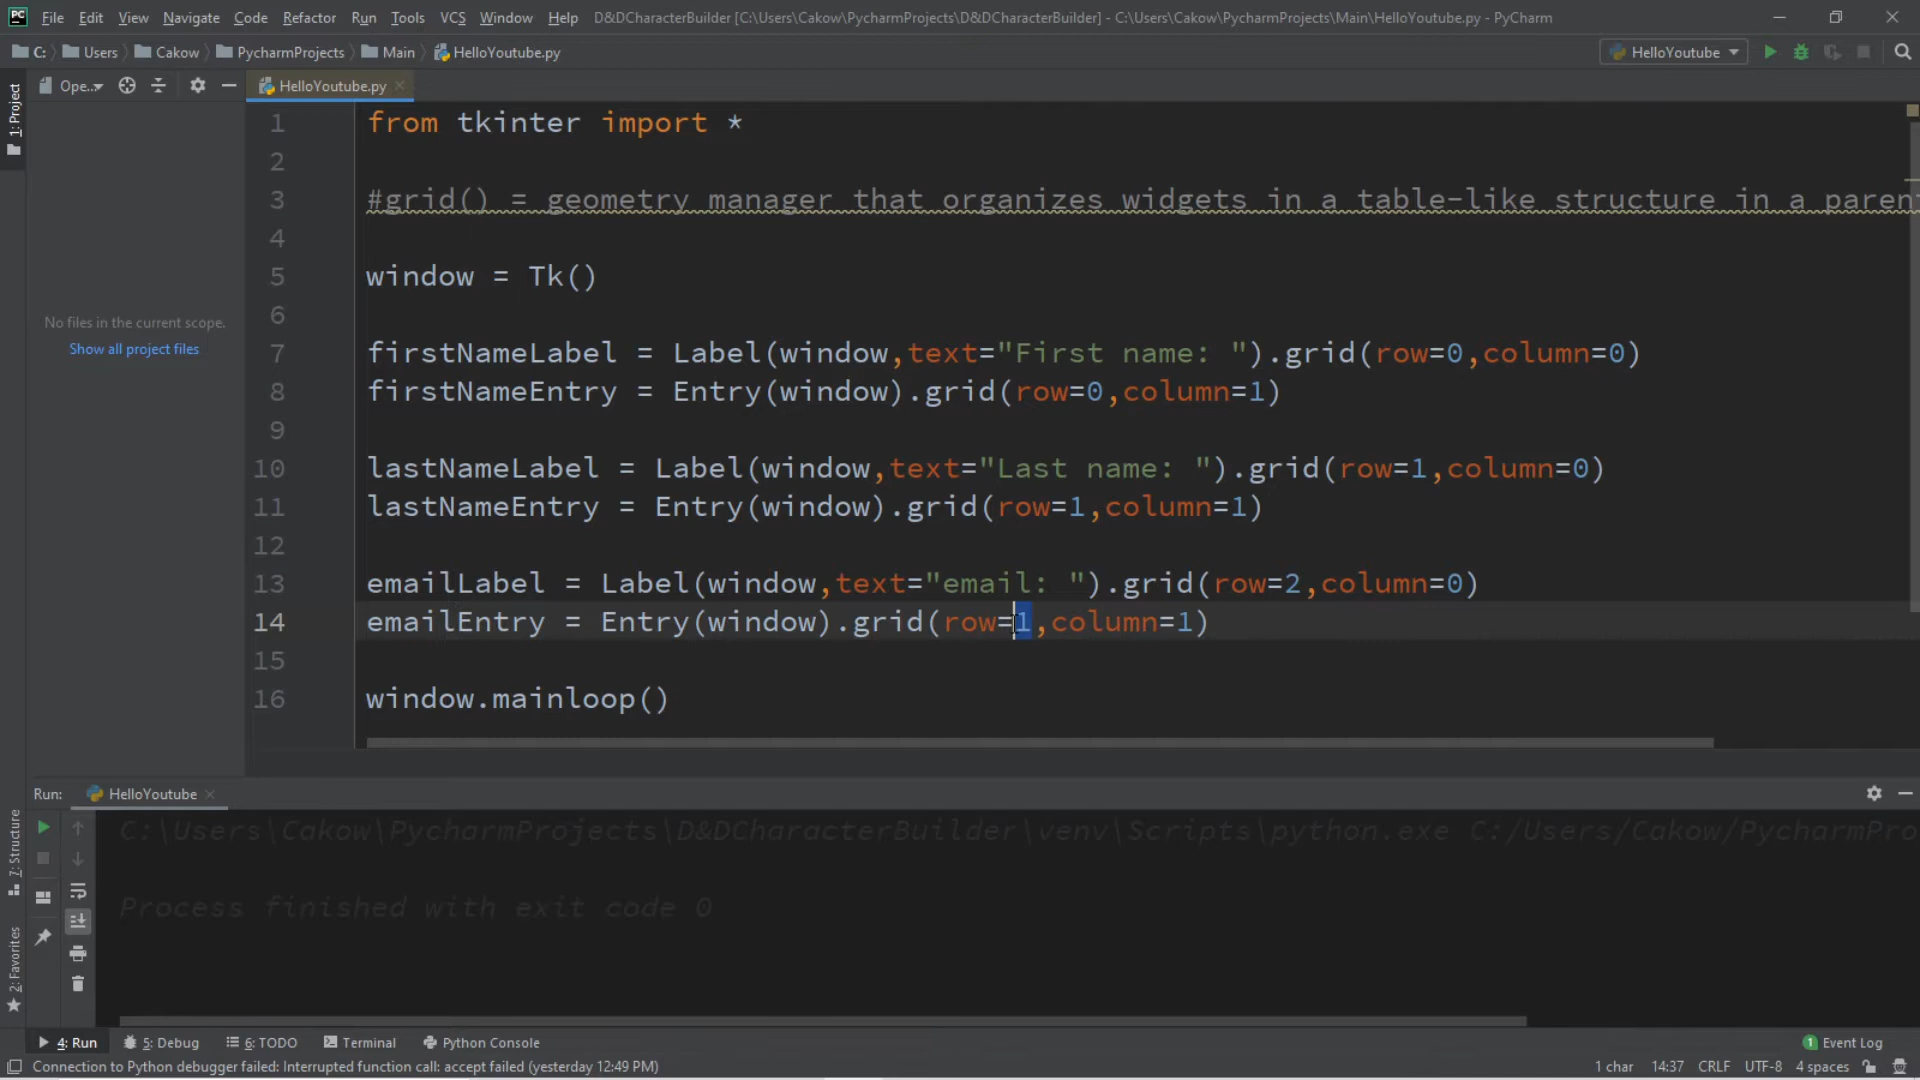 PC File Edit View Navigate Code Refactor Run Tools VCS Window Help D&DCharacterBuilder [C:\Users\Cakow\PycharmProjects\D&DCharacterBuilder] - C:\Users\Cakow\PycharmProjects\Main\HelloYoutube.py - PyCharm
C: Users Cakow PycharmProjects Main HelloYoutube.py HelloYoutube
1: Project
Ope... HelloYoutube.py
1 from tkinter import *
2
3 #grid() = geometry manager that organizes widgets in a table-like structure in a paren
4
5 window = Tk()
6
7 firstNameLabel = Label(window,text="First name: ").grid(row=0,column=0)
8 firstNameEntry = Entry(window).grid(row=0,column=1)
9
10 lastNameLabel = Label(window,text="Last name: ").grid(row=1,column=0)
11 lastNameEntry = Entry(window).grid(row=1,column=1)
12
13 emailLabel = Label(window,text="email: ").grid(row=2,column=0)
14 emailEntry = Entry(window).grid(row=1,column=1)
15
16 window.mainloop()
No files in the current scope.
Show all project files
Run: HelloYoutube
C:\Users\Cakow\PycharmProjects\D&DCharacterBuilder\venv\Scripts\python.exe C:/Users/Cakow/PycharmPro
Process finished with exit code 0
7: Structure
2: Favorites
4: Run 5: Debug 6: TODO Terminal Python Console 1 Event Log
Connection to Python debugger failed: Interrupted function call: accept failed (yesterday 12:49 PM) 1 char 14:37 CRLF UTF-8 4 spaces